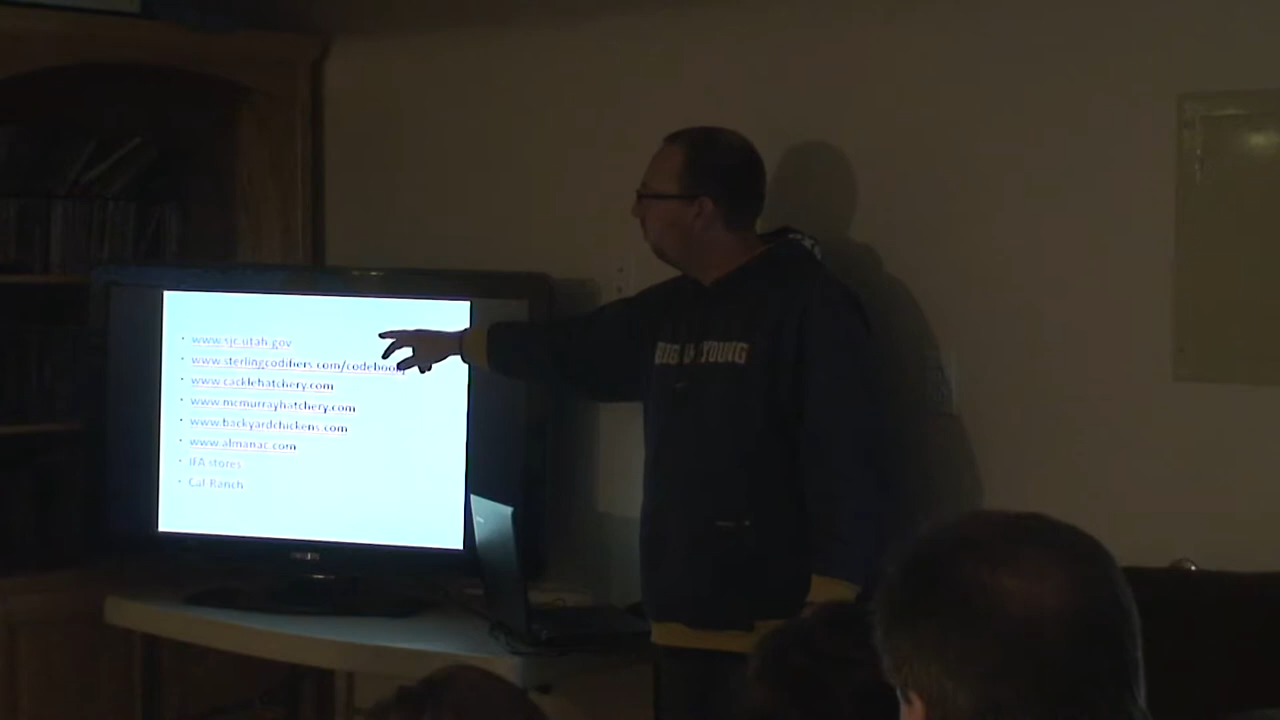 www.sjc.utah.gov
www.sterlingcodifiers.com/codebook
www.cacklehatchery.com
www.mcmurrayhatchery.com
www.backyardchickens.com
www.almanac.com
IFA stores
Cal-Ranch
YOUNG